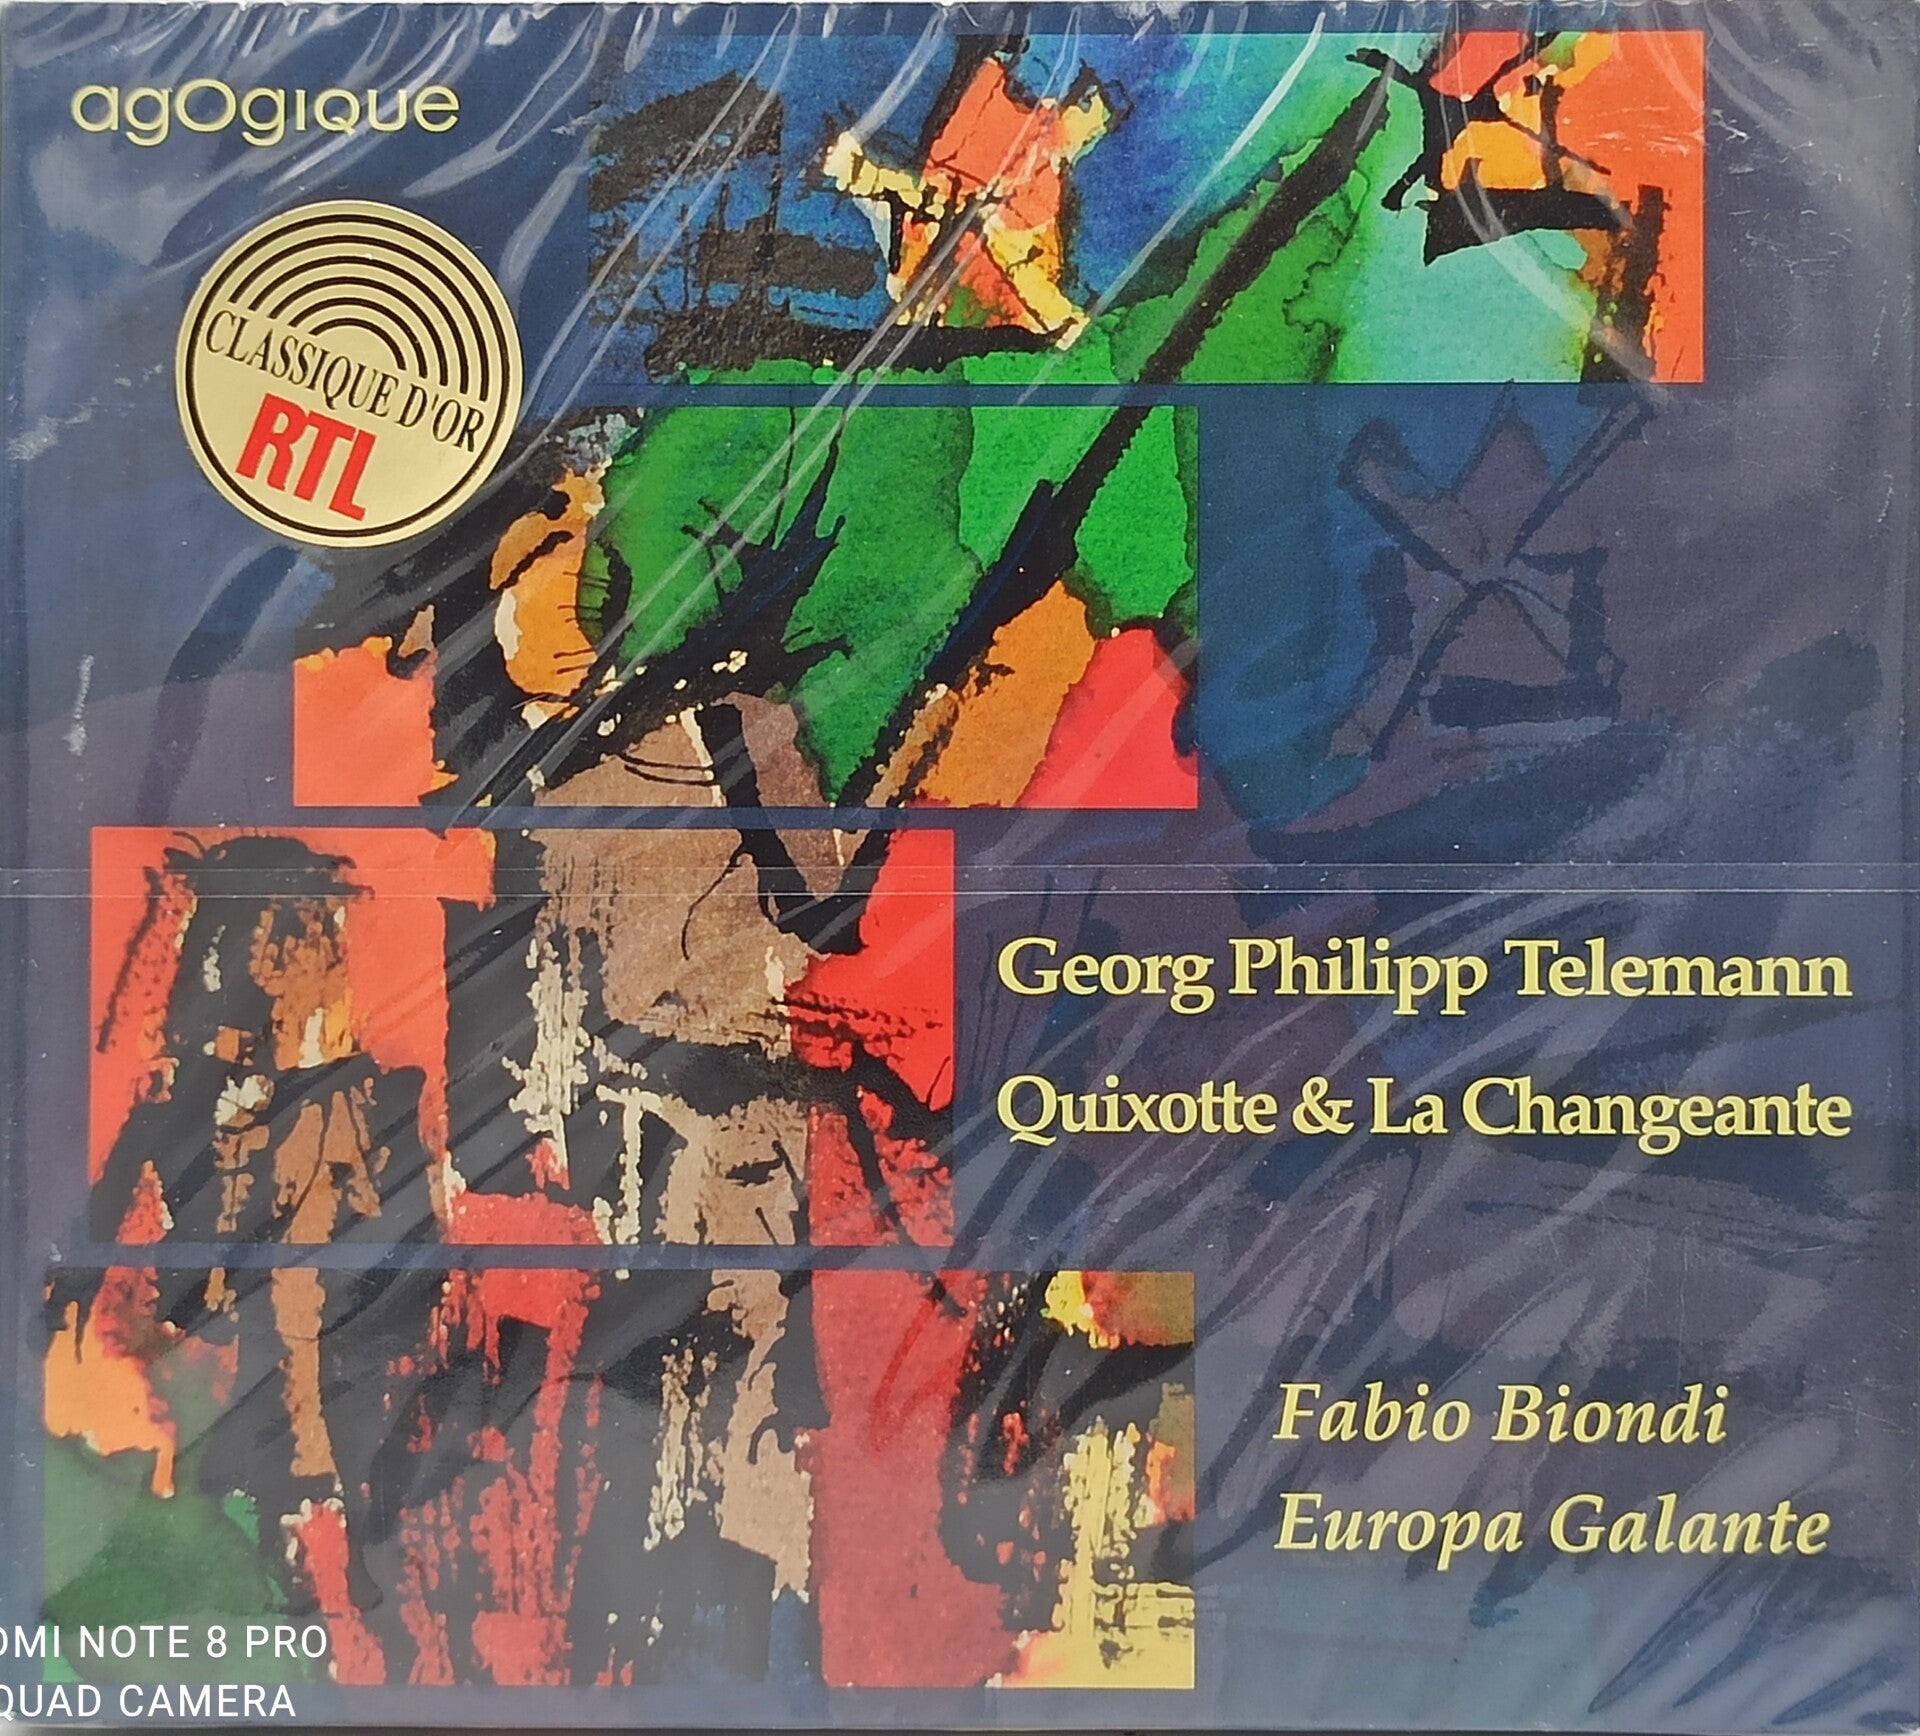 agOgIQUe
CLASSIQUE D'OR
RTL
Georg Philipp Telemann
Quixotte & La Changeante
Fabio Biondi
Europa Galante
DMI NOTE 8 PRO
QUAD CAMERA